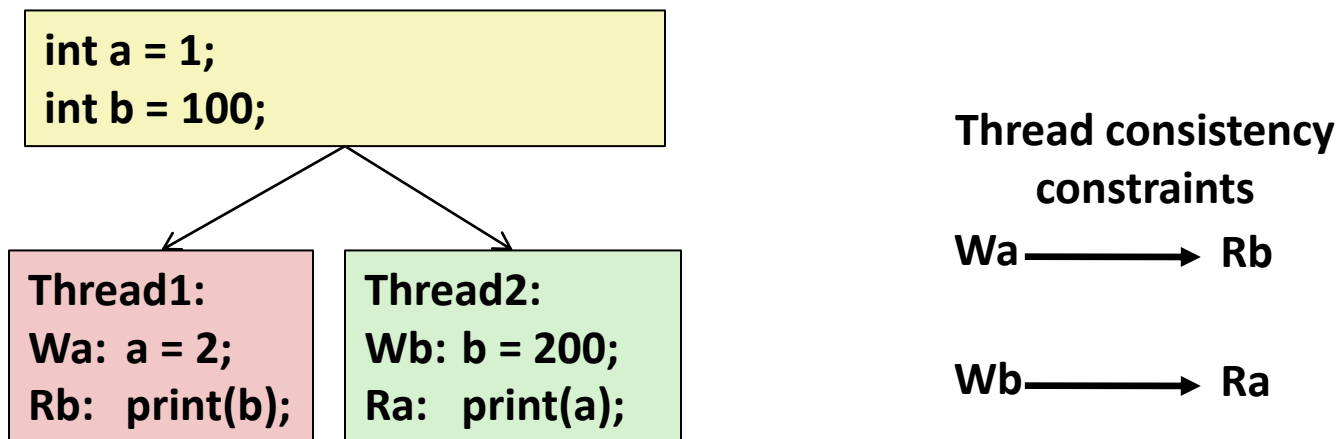 int a = 1;
int b = 100;
Thread consistency
constraints
Wa Rb
Wb Ra
Thread1:
Wa: a = 2;
Rb: print(b);
Thread2:
Wb: b = 200;
Ra: print(a);